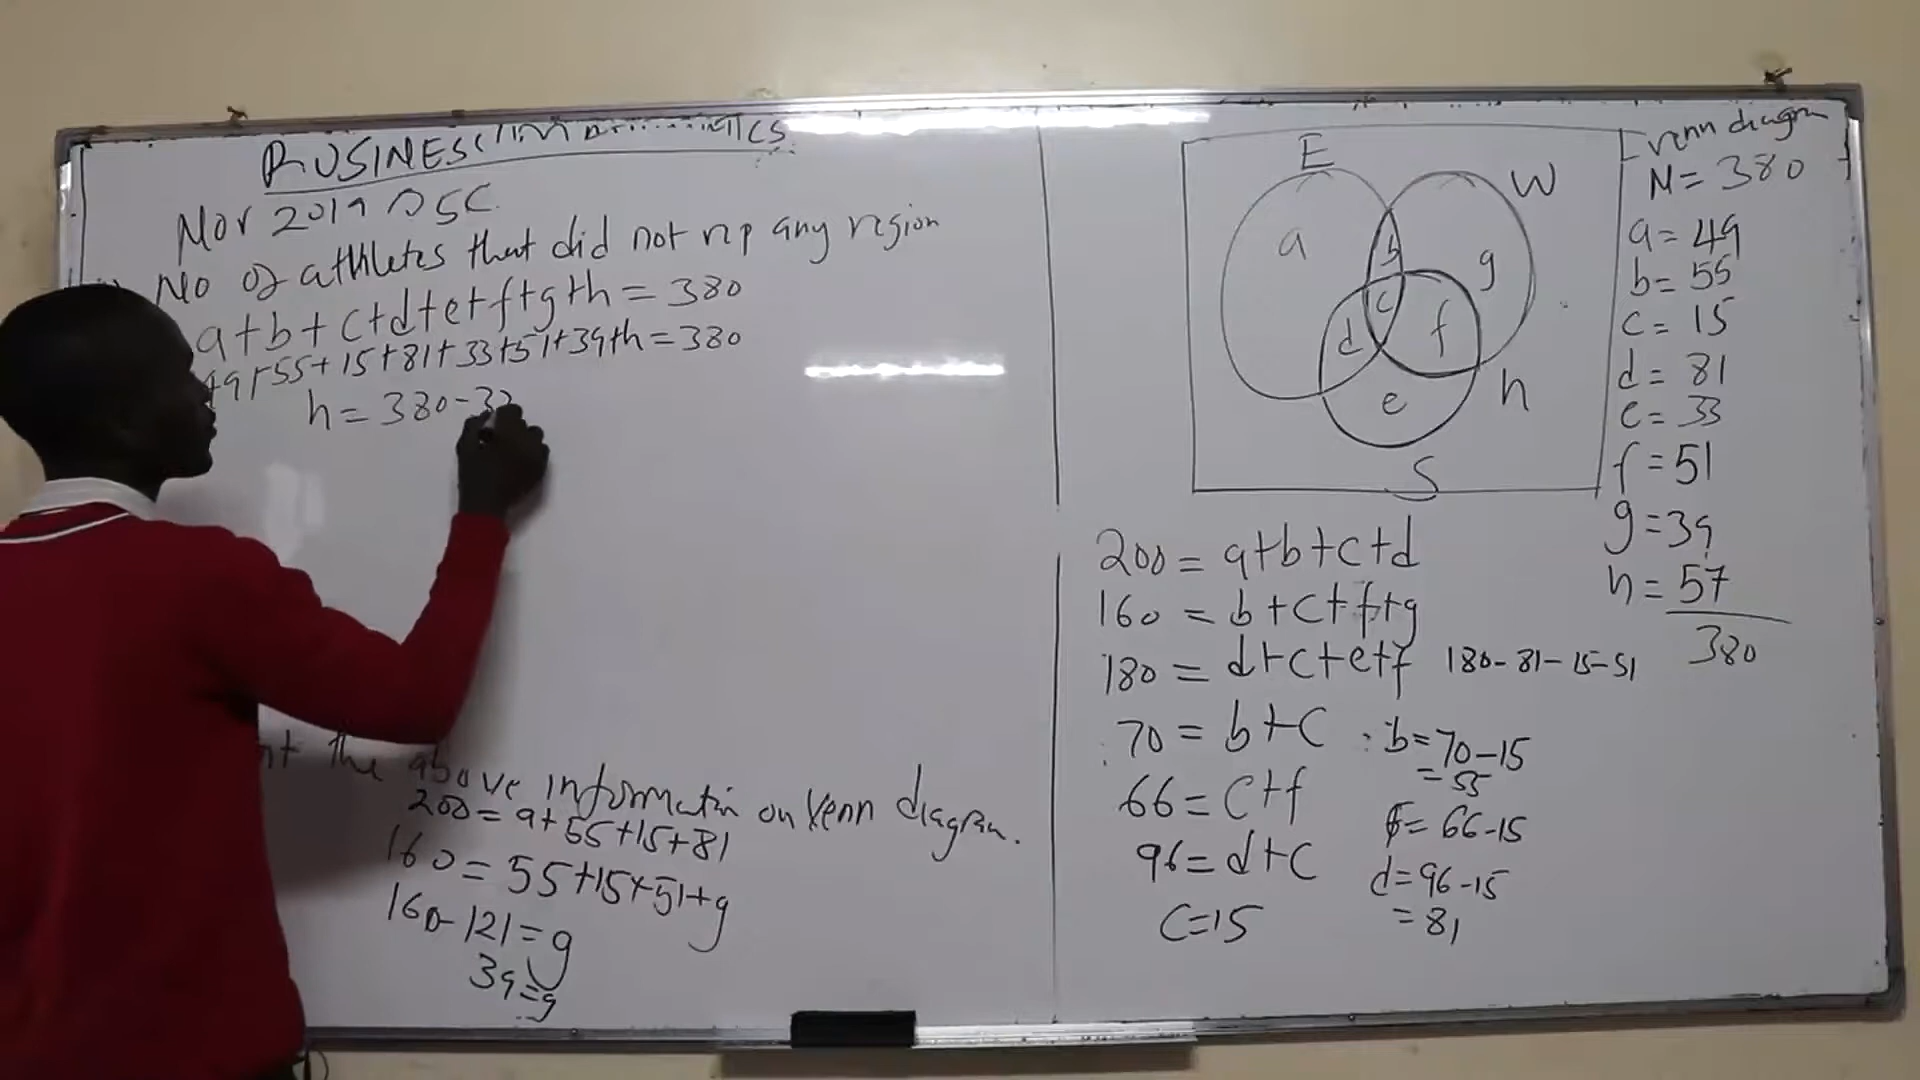 BUSINESS
Nov 2019 Q5C
No of athletes that did not rep any region
a+b+c+d+e+f+g+h=380
49+55+15+81+33+51+39+h=380
h=380-32
the above information on Venn diagram.
200=a+55+15+81
160=55+15+51+g
160-121=g
39=g
E
W
a
b
g
c
d
f
e
h
S
200=a+b+c+d
160=b+c+f+g
180=d+c+e+f 180-81-15-51
70=b+c ∴b=70-15
=55
66=c+f f=66-15
96=d+c d=96-15
=81
c=15
Venn diagram
N=380
a=49
b=55
c=15
d=81
e=33
f=51
g=39
h=57
380